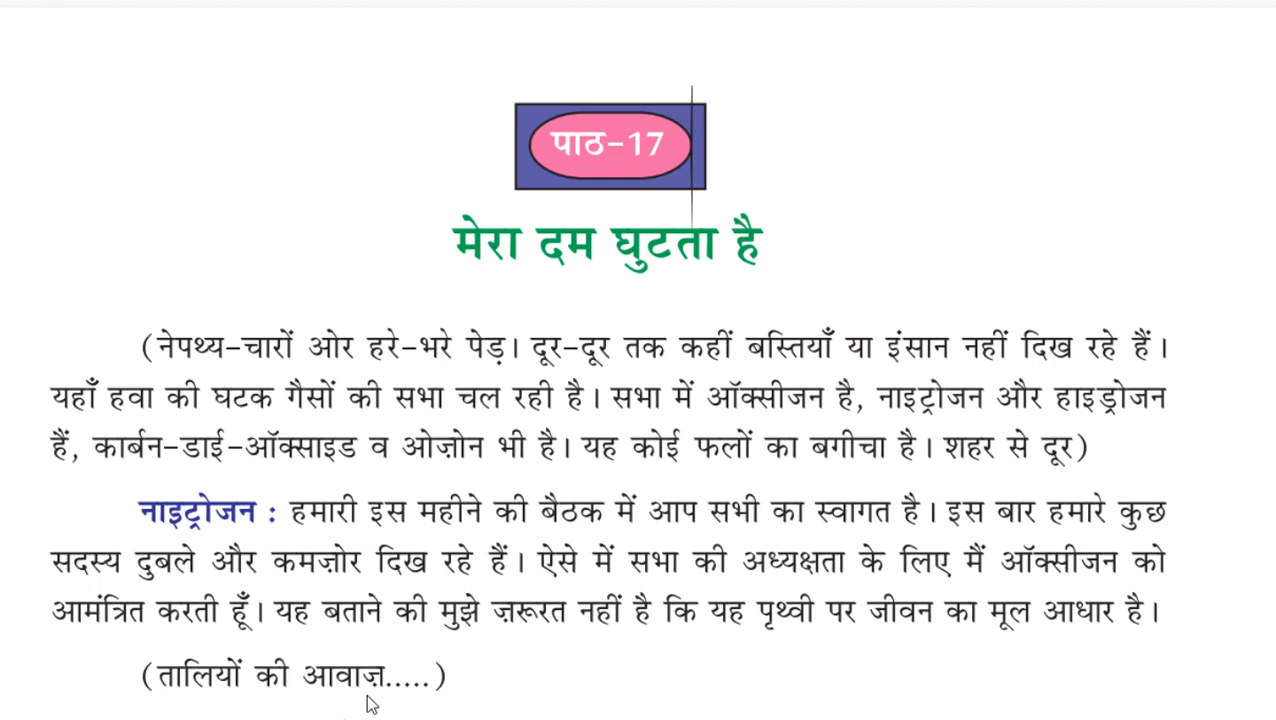 पाठ-17
मेरा दम घुटता है
(नेपथ्य-चारों ओर हरे-भरे पेड़। दूर-दूर तक कहीं बस्तियाँ या इंसान नहीं दिख रहे हैं।
यहाँ हवा की घटक गैसों की सभा चल रही है। सभा में ऑक्सीजन है, नाइट्रोजन और हाइड्रोजन
हैं, कार्बन-डाई-ऑक्साइड व ओज़ोन भी है। यह कोई फलों का बगीचा है। शहर से दूर)
नाइट्रोजन : हमारी इस महीने की बैठक में आप सभी का स्वागत है। इस बार हमारे कुछ
सदस्य दुबले और कमज़ोर दिख रहे हैं। ऐसे में सभा की अध्यक्षता के लिए मैं ऑक्सीजन को
आमंत्रित करती हूँ। यह बताने की मुझे ज़रूरत नहीं है कि यह पृथ्वी पर जीवन का मूल आधार है।
(तालियों की आवाज़.....)